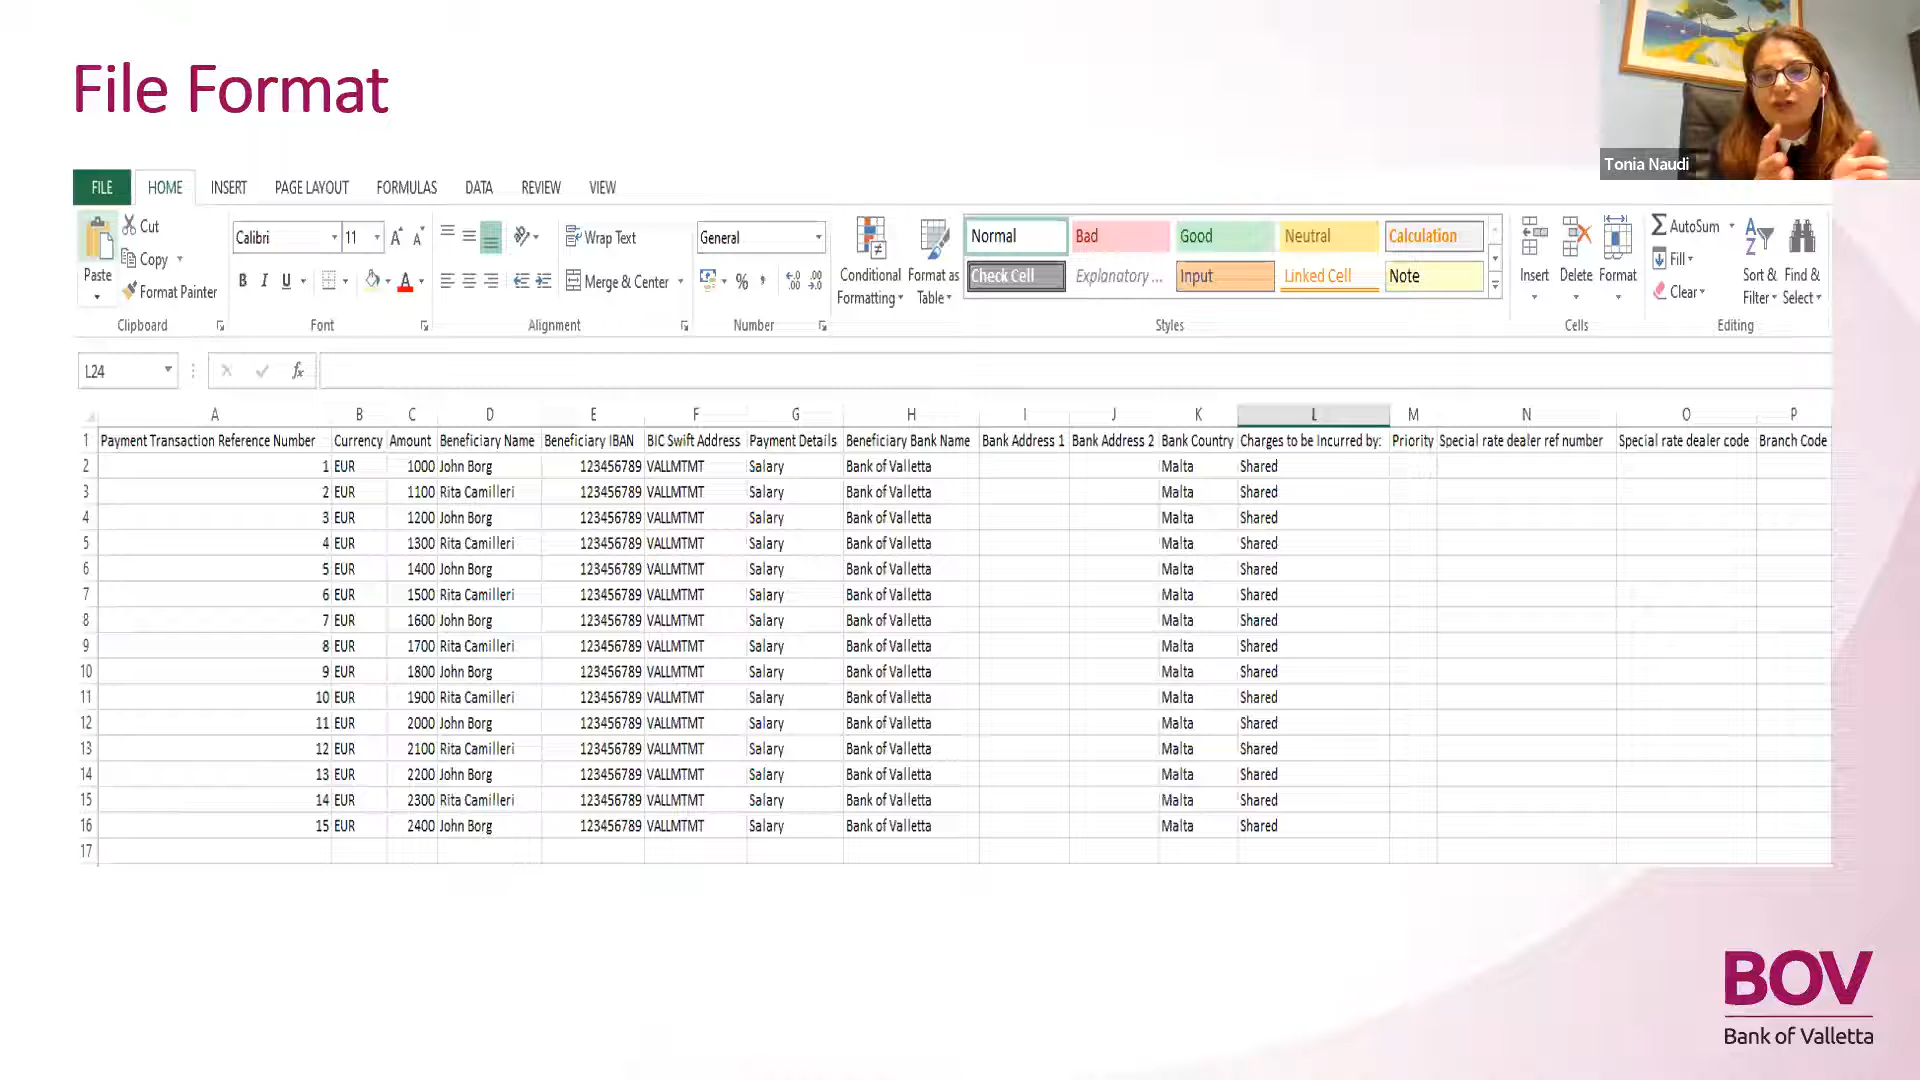 File Format
Tonia Naudi
FILE HOME INSERT PAGE LAYOUT FORMULAS DATA REVIEW VIEW
Paste
Cut
Copy
Format Painter
Clipboard
Calibri 11
B I U
Font
Wrap Text
Merge & Center
Alignment
General
%
Number
Conditional Formatting
Format as Table
Normal Bad Good Neutral Calculation
Check Cell Explanatory ... Input Linked Cell Note
Styles
Insert Delete Format
Cells
AutoSum
Fill
Clear
Sort & Filter
Find & Select
Editing
L24 fx
A B C D E F G H I J K L M N O P
1 Payment Transaction Reference Number Currency Amount Beneficiary Name Beneficiary IBAN BIC Swift Address Payment Details Beneficiary Bank Name Bank Address 1 Bank Address 2 Bank Country Charges to be Incurred by: Priority Special rate dealer ref number Special rate dealer code Branch Code
2 1 EUR 1000 John Borg 123456789 VALLMTMT Salary Bank of Valletta Malta Shared
3 2 EUR 1100 Rita Camilleri 123456789 VALLMTMT Salary Bank of Valletta Malta Shared
4 3 EUR 1200 John Borg 123456789 VALLMTMT Salary Bank of Valletta Malta Shared
5 4 EUR 1300 Rita Camilleri 123456789 VALLMTMT Salary Bank of Valletta Malta Shared
6 5 EUR 1400 John Borg 123456789 VALLMTMT Salary Bank of Valletta Malta Shared
7 6 EUR 1500 Rita Camilleri 123456789 VALLMTMT Salary Bank of Valletta Malta Shared
8 7 EUR 1600 John Borg 123456789 VALLMTMT Salary Bank of Valletta Malta Shared
9 8 EUR 1700 Rita Camilleri 123456789 VALLMTMT Salary Bank of Valletta Malta Shared
10 9 EUR 1800 John Borg 123456789 VALLMTMT Salary Bank of Valletta Malta Shared
11 10 EUR 1900 Rita Camilleri 123456789 VALLMTMT Salary Bank of Valletta Malta Shared
12 11 EUR 2000 John Borg 123456789 VALLMTMT Salary Bank of Valletta Malta Shared
13 12 EUR 2100 Rita Camilleri 123456789 VALLMTMT Salary Bank of Valletta Malta Shared
14 13 EUR 2200 John Borg 123456789 VALLMTMT Salary Bank of Valletta Malta Shared
15 14 EUR 2300 Rita Camilleri 123456789 VALLMTMT Salary Bank of Valletta Malta Shared
16 15 EUR 2400 John Borg 123456789 VALLMTMT Salary Bank of Valletta Malta Shared
17
BOV
Bank of Valletta